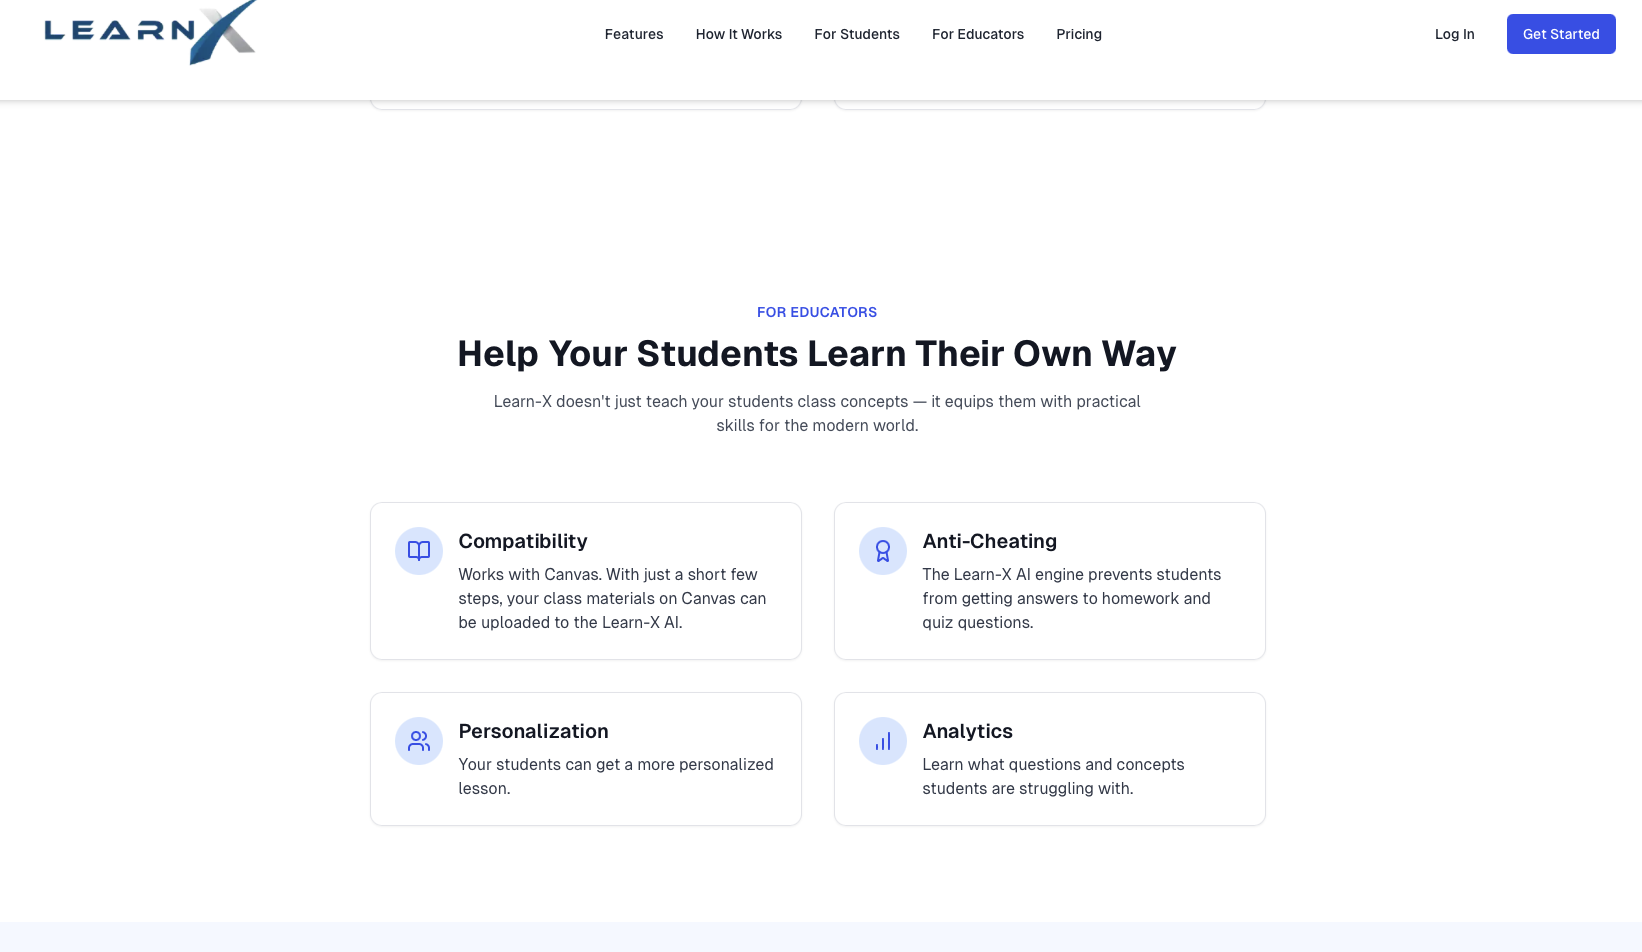 LEARNX
Features
How It Works
For Students
For Educators
Pricing
Log In
Get Started
FOR EDUCATORS
Help Your Students Learn Their Own Way
Learn-X doesn't just teach your students class concepts — it equips them with practical
skills for the modern world.
Compatibility
Works with Canvas. With just a short few
steps, your class materials on Canvas can
be uploaded to the Learn-X AI.
Anti-Cheating
The Learn-X AI engine prevents students
from getting answers to homework and
quiz questions.
Personalization
Your students can get a more personalized
lesson.
Analytics
Learn what questions and concepts
students are struggling with.